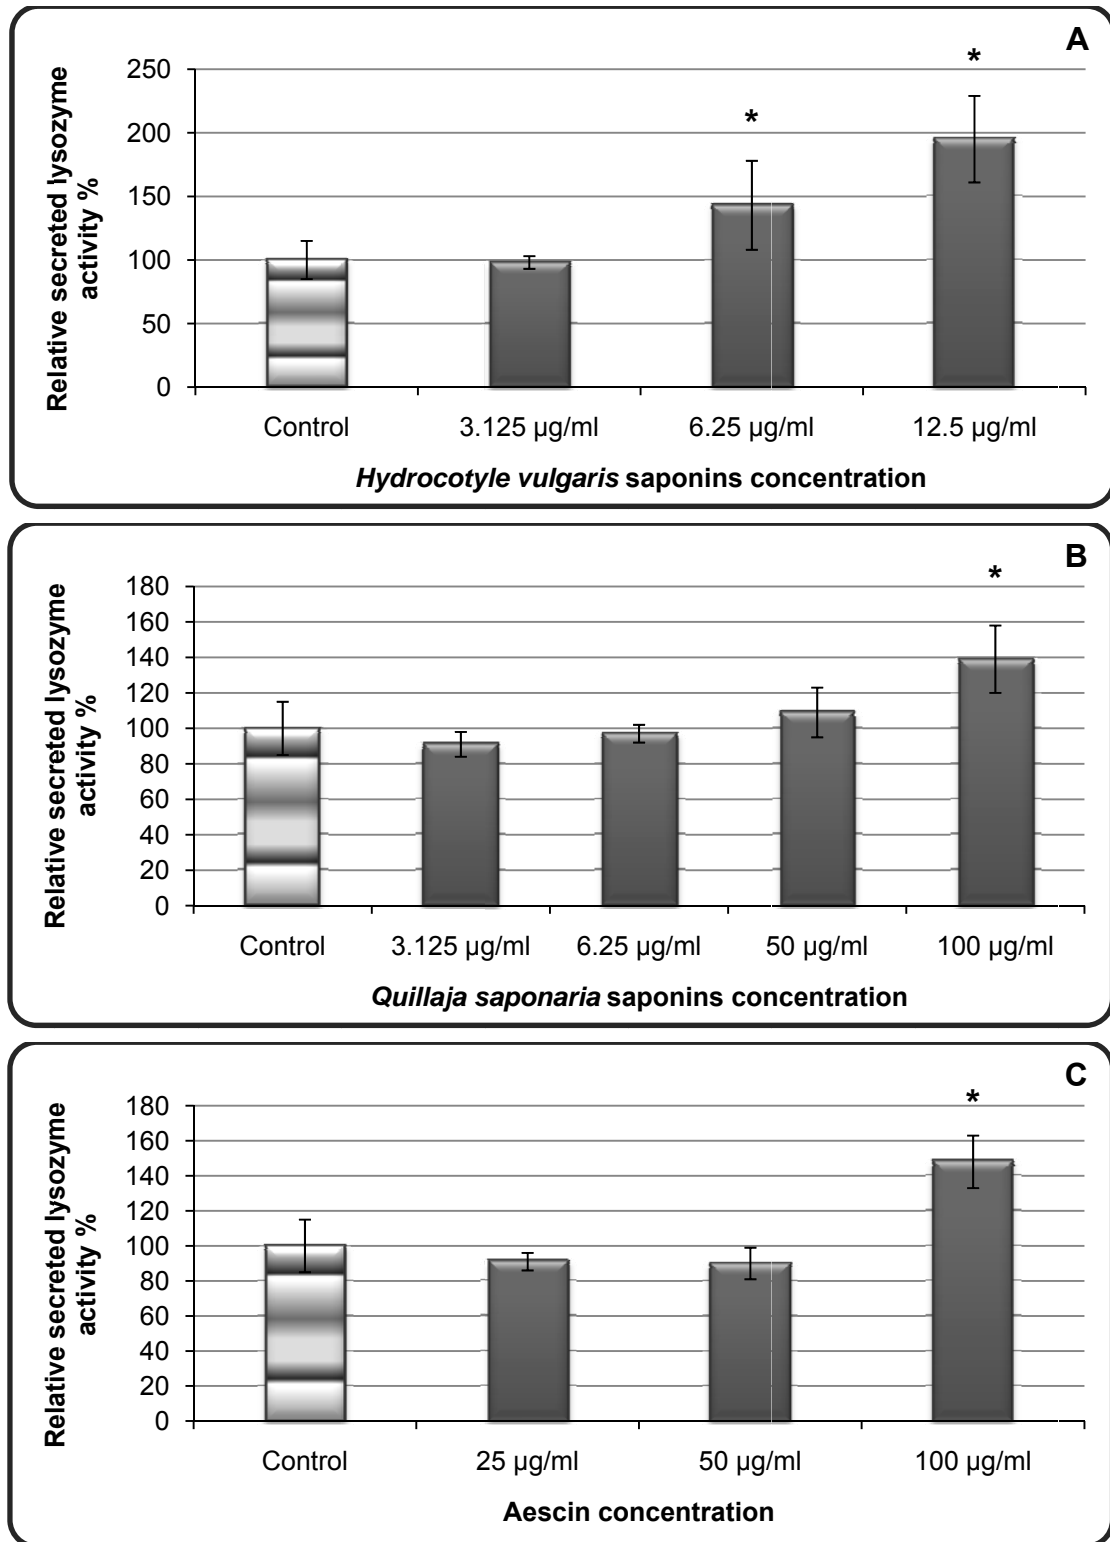 A
Relative secreted lysozyme
activity %
250
200
150
100
50
0
*
*
Control
3.125 µg/ml
6.25 µg/ml
12.5 µg/ml
Hydrocotyle vulgaris saponins concentration
B
Relative secreted lysozyme
activity %
180
160
140
120
100
80
60
40
20
0
*
Control
3.125 µg/ml
6.25 µg/ml
50 µg/ml
100 µg/ml
Quillaja saponaria saponins concentration
C
Relative secreted lysozyme
activity %
180
160
140
120
100
80
60
40
20
0
*
Control
25 µg/ml
50 µg/ml
100 µg/ml
Aescin concentration